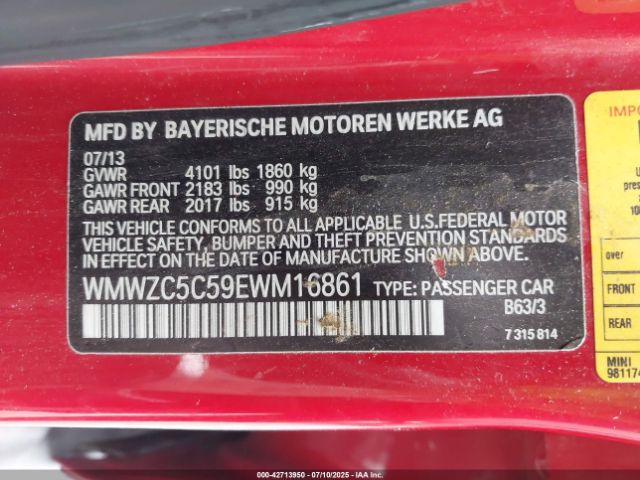 MFD BY BAYERISCHE MOTOREN WERKE AG
07/13
GVWR 4101 lbs 1860 kg
GAWR FRONT 2183 lbs 990 kg
GAWR REAR 2017 lbs 915 kg
THIS VEHICLE CONFORMS TO ALL APPLICABLE U.S.FEDERAL MOTOR
VEHICLE SAFETY, BUMPER AND THEFT PREVENTION STANDARDS
IN EFFECT ON THE DATE OF MANUFACTURE SHOWN ABOVE.
WMWZC5C59EWM16861 TYPE: PASSENGER CAR
B63/3
7 315 814
over
FRONT
REAR
MINI
000-42713950 - 07/10/2025 - IAAI.COM